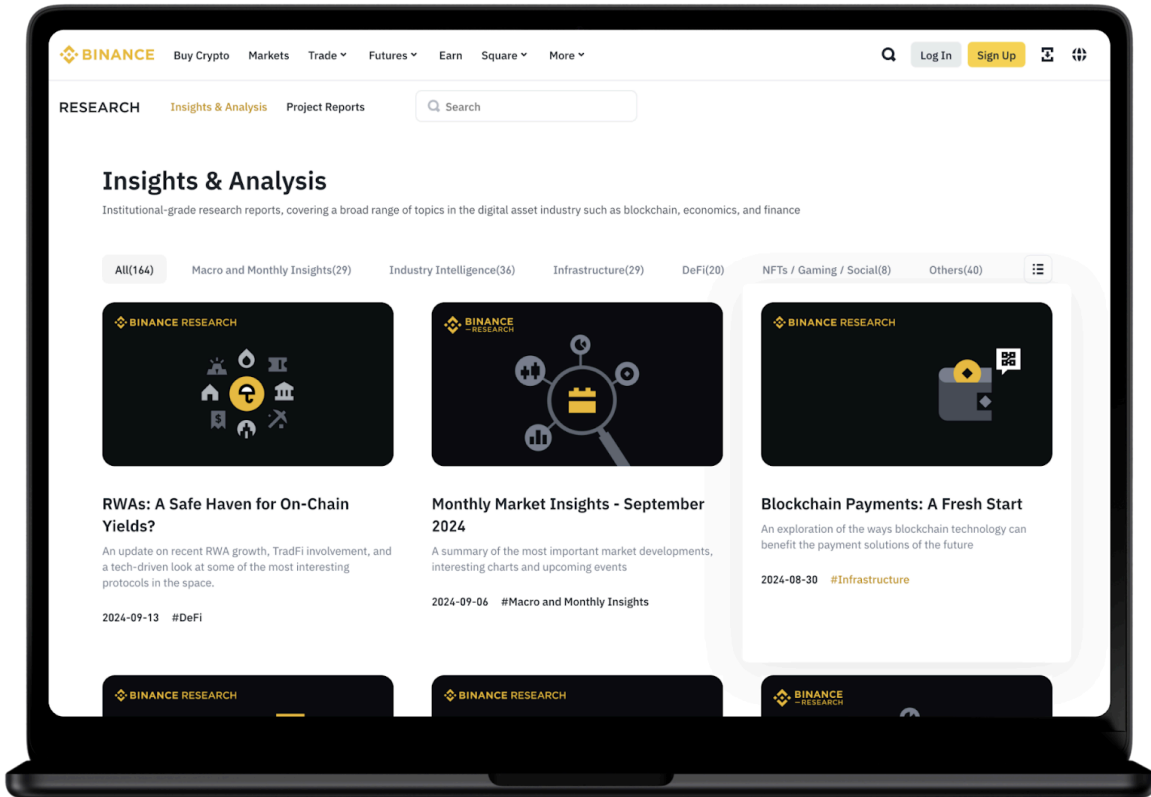 BINANCE Buy Crypto Markets Trade Futures Earn Square More Log In Sign Up
RESEARCH Insights & Analysis Project Reports Search
Insights & Analysis
Institutional-grade research reports, covering a broad range of topics in the digital asset industry such as blockchain, economics, and finance
All(164) Macro and Monthly Insights(29) Industry Intelligence(36) Infrastructure(29) DeFi(20) NFTs / Gaming / Social(8) Others(40)
BINANCE RESEARCH
RWAs: A Safe Haven for On-Chain
Yields?
An update on recent RWA growth, TradFi involvement, and
a tech-driven look at some of the most interesting
protocols in the space.
2024-09-13 #DeFi
BINANCE
RESEARCH
Monthly Market Insights - September
2024
A summary of the most important market developments,
interesting charts and upcoming events
2024-09-06 #Macro and Monthly Insights
BINANCE RESEARCH
Blockchain Payments: A Fresh Start
An exploration of the ways blockchain technology can
benefit the payment solutions of the future
2024-08-30 #Infrastructure
BINANCE RESEARCH
BINANCE RESEARCH
BINANCE
RESEARCH